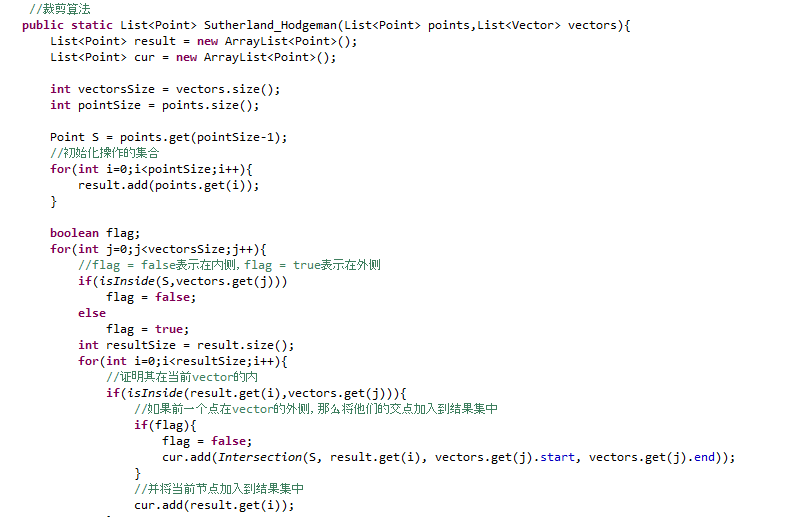 //裁剪算法
public static List<Point> Sutherland_Hodgeman(List<Point> points,List<Vector> vectors){
List<Point> result = new ArrayList<Point>();
List<Point> cur = new ArrayList<Point>();
int vectorsSize = vectors.size();
int pointSize = points.size();
Point S = points.get(pointSize-1);
//初始化操作的集合
for(int i=0;i<pointSize;i++){
result.add(points.get(i));
}
boolean flag;
for(int j=0;j<vectorsSize;j++){
//flag = false表示在内侧,flag = true表示在外侧
if(isInside(S,vectors.get(j)))
flag = false;
else
flag = true;
int resultSize = result.size();
for(int i=0;i<resultSize;i++){
//证明其在当前vector的内
if(isInside(result.get(i),vectors.get(j))){
//如果前一个点在vector的外侧,那么将他们的交点加入到结果集中
if(flag){
flag = false;
cur.add(Intersection(S, result.get(i), vectors.get(j).start, vectors.get(j).end));
}
//并将当前节点加入到结果集中
cur.add(result.get(i));